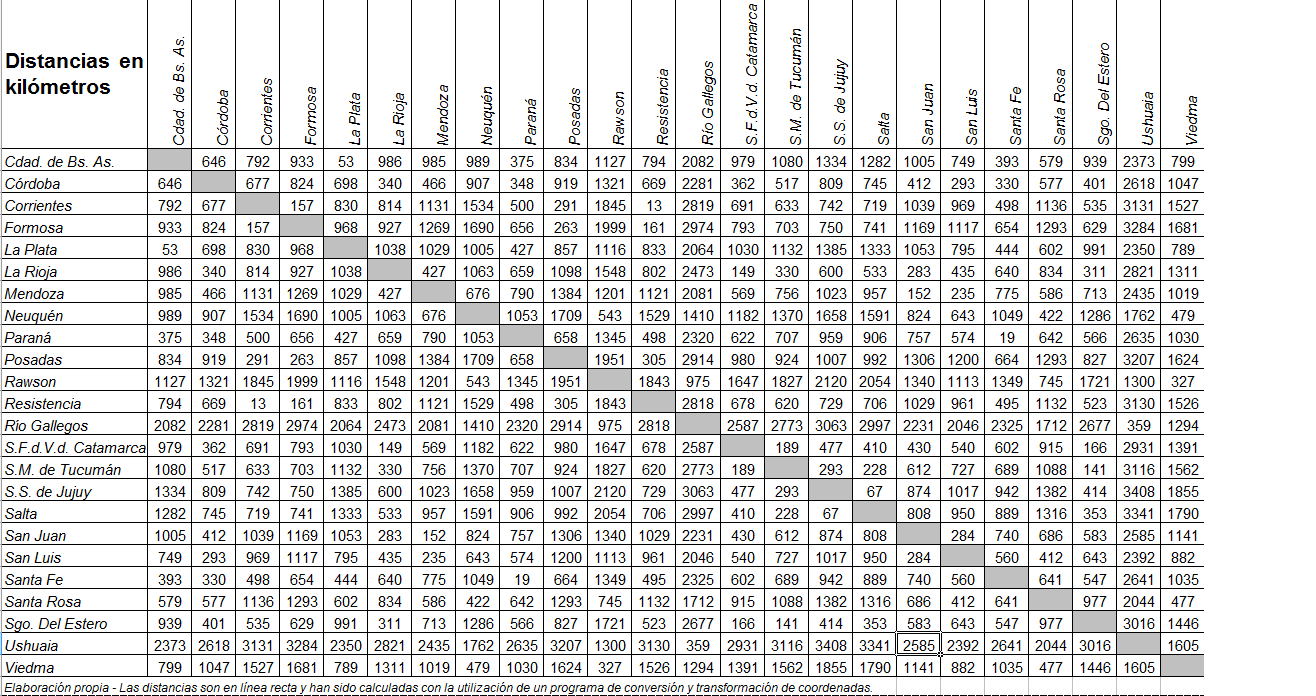 Distancias en
kilómetros
Cdad. de Bs. As. Córdoba Corrientes Formosa La Plata La Rioja Mendoza Neuquén Paraná Posadas Rawson Resistencia Río Gallegos S.F.d.V.d. Catamarca S.M. de Tucumán S.S. de Jujuy Salta San Juan San Luis Santa Fe Santa Rosa Sgo. Del Estero Ushuaia Viedma
Cdad. de Bs. As. 646 792 933 53 986 985 989 375 834 1127 794 2082 979 1080 1334 1282 1005 749 393 579 939 2373 799
Córdoba 646 677 824 698 340 466 907 348 919 1321 669 2281 362 517 809 745 412 293 330 577 401 2618 1047
Corrientes 792 677 157 830 814 1131 1534 500 291 1845 13 2819 691 633 742 719 1039 969 498 1136 535 3131 1527
Formosa 933 824 157 968 927 1269 1690 656 263 1999 161 2974 793 703 750 741 1169 1117 654 1293 629 3284 1681
La Plata 53 698 830 968 1038 1029 1005 427 857 1116 833 2064 1030 1132 1385 1333 1053 795 444 602 991 2350 789
La Rioja 986 340 814 927 1038 427 1063 659 1098 1548 802 2473 149 330 600 533 283 435 640 834 311 2821 1311
Mendoza 985 466 1131 1269 1029 427 676 790 1384 1201 1121 2081 569 756 1023 957 152 235 775 586 713 2435 1019
Neuquén 989 907 1534 1690 1005 1063 676 1053 1709 543 1529 1410 1182 1370 1658 1591 824 643 1049 422 1286 1762 479
Paraná 375 348 500 656 427 659 790 1053 658 1345 498 2320 622 707 959 906 757 574 19 642 566 2635 1030
Posadas 834 919 291 263 857 1098 1384 1709 658 1951 305 2914 980 924 1007 992 1306 1200 664 1293 827 3207 1624
Rawson 1127 1321 1845 1999 1116 1548 1201 543 1345 1951 1843 975 1647 1827 2120 2054 1340 1113 1349 745 1721 1300 327
Resistencia 794 669 13 161 833 802 1121 1529 498 305 1843 2818 678 620 729 706 1029 961 495 1132 523 3130 1526
Río Gallegos 2082 2281 2819 2974 2064 2473 2081 1410 2320 2914 975 2818 2587 2773 3063 2997 2231 2046 2325 1712 2677 359 1294
S.F.d.V.d. Catamarca 979 362 691 793 1030 149 569 1182 622 980 1647 678 2587 189 477 410 430 540 602 915 166 2931 1391
S.M. de Tucumán 1080 517 633 703 1132 330 756 1370 707 924 1827 620 2773 189 293 228 612 727 689 1088 141 3116 1562
S.S. de Jujuy 1334 809 742 750 1385 600 1023 1658 959 1007 2120 729 3063 477 293 67 874 1017 942 1382 414 3408 1855
Salta 1282 745 719 741 1333 533 957 1591 906 992 2054 706 2997 410 228 67 808 950 889 1316 353 3341 1790
San Juan 1005 412 1039 1169 1053 283 152 824 757 1306 1340 1029 2231 430 612 874 808 284 740 686 583 2585 1141
San Luis 749 293 969 1117 795 435 235 643 574 1200 1113 961 2046 540 727 1017 950 284 560 412 643 2392 882
Santa Fe 393 330 498 654 444 640 775 1049 19 664 1349 495 2325 602 689 942 889 740 560 641 547 2641 1035
Santa Rosa 579 577 1136 1293 602 834 586 422 642 1293 745 1132 1712 915 1088 1382 1316 686 412 641 977 2044 477
Sgo. Del Estero 939 401 535 629 991 311 713 1286 566 827 1721 523 2677 166 141 414 353 583 643 547 977 3016 1446
Ushuaia 2373 2618 3131 3284 2350 2821 2435 1762 2635 3207 1300 3130 359 2931 3116 3408 3341 2585 2392 2641 2044 3016 1605
Viedma 799 1047 1527 1681 789 1311 1019 479 1030 1624 327 1526 1294 1391 1562 1855 1790 1141 882 1035 477 1446 1605
Elaboración propia - Las distancias son en línea recta y han sido calculadas con la utilización de un programa de conversión y transformación de coordenadas.